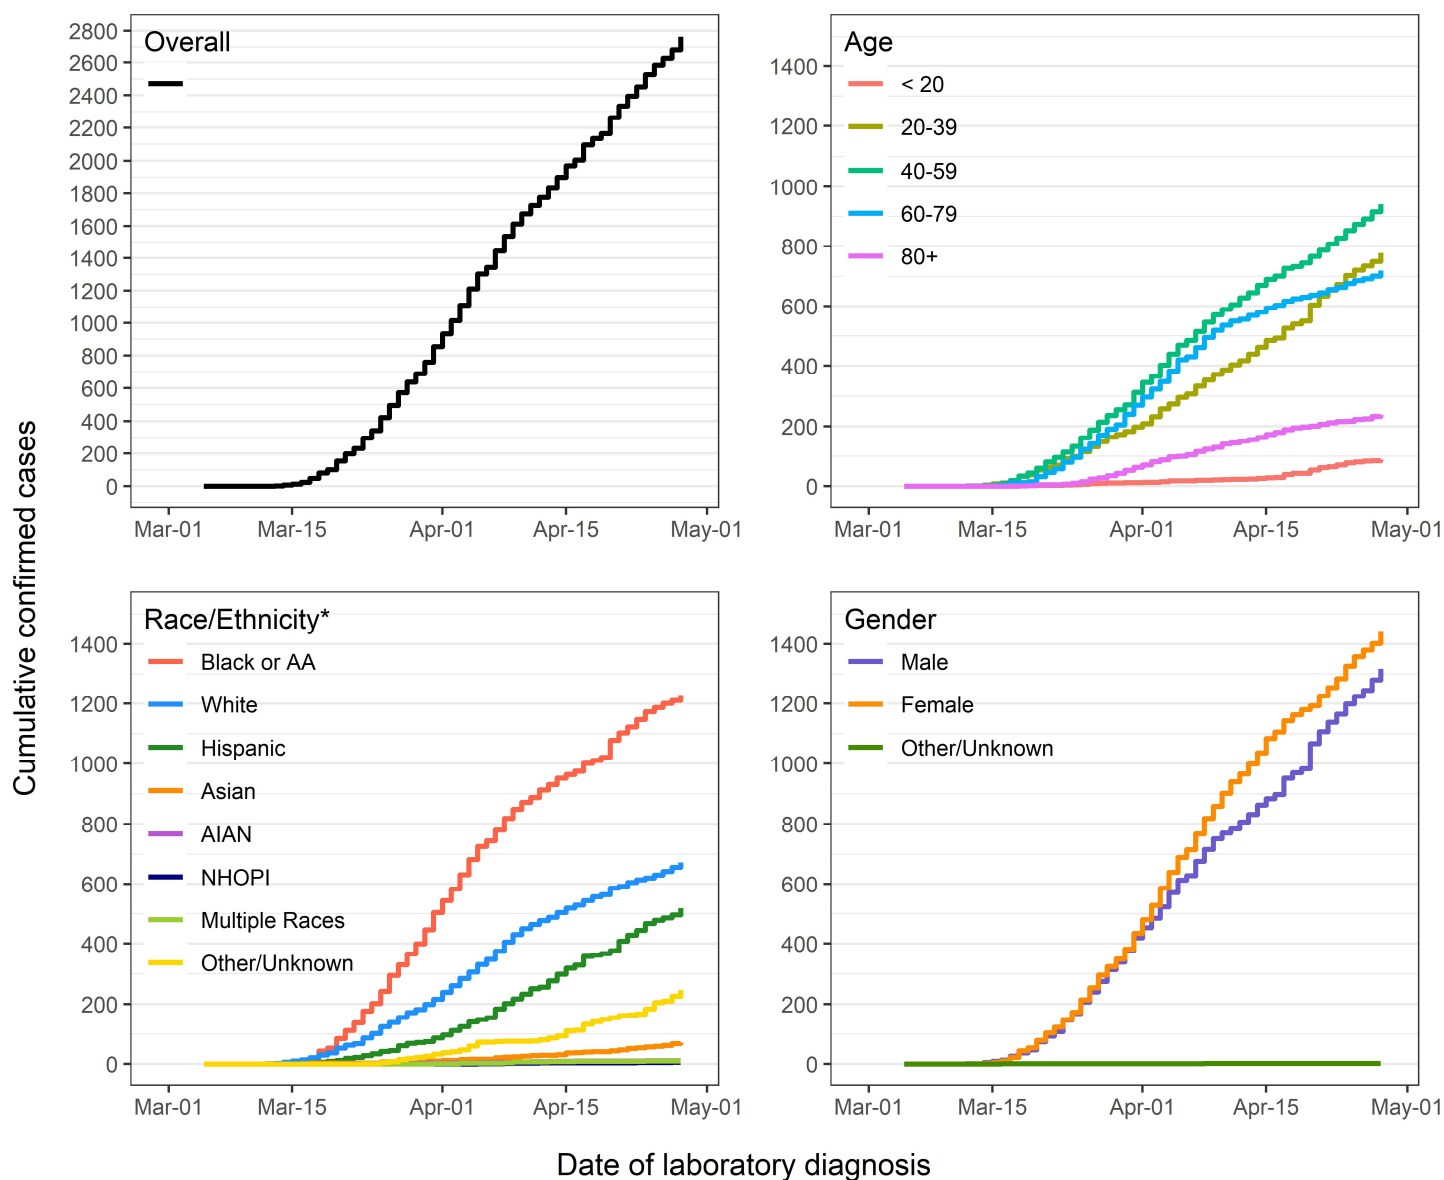 Cumulative confirmed cases
Overall
2800
2600
2400
2200
2000
1800
1600
1400
1200
1000
800
600
400
200
0
Mar-01 Mar-15 Apr-01 Apr-15 May-01
Age
< 20
20-39
40-59
60-79
80+
1400
1200
1000
800
600
400
200
0
Mar-01 Mar-15 Apr-01 Apr-15 May-01
Race/Ethnicity*
Black or AA
White
Hispanic
Asian
AIAN
NHOPI
Multiple Races
Other/Unknown
1400
1200
1000
800
600
400
200
0
Mar-01 Mar-15 Apr-01 Apr-15 May-01
Gender
Male
Female
Other/Unknown
1400
1200
1000
800
600
400
200
0
Mar-01 Mar-15 Apr-01 Apr-15 May-01
Date of laboratory diagnosis